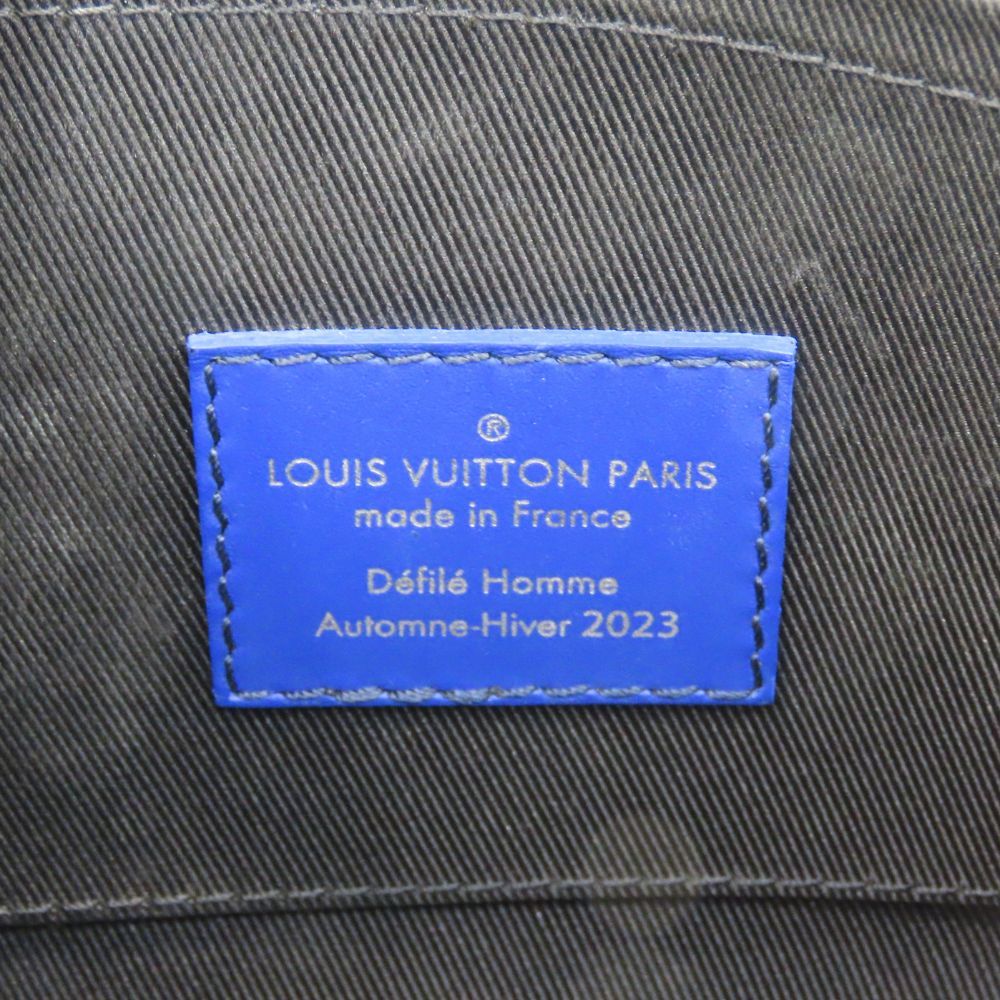 ®
LOUIS VUITTON PARIS
made in France
Défilé Homme
Automne-Hiver 2023